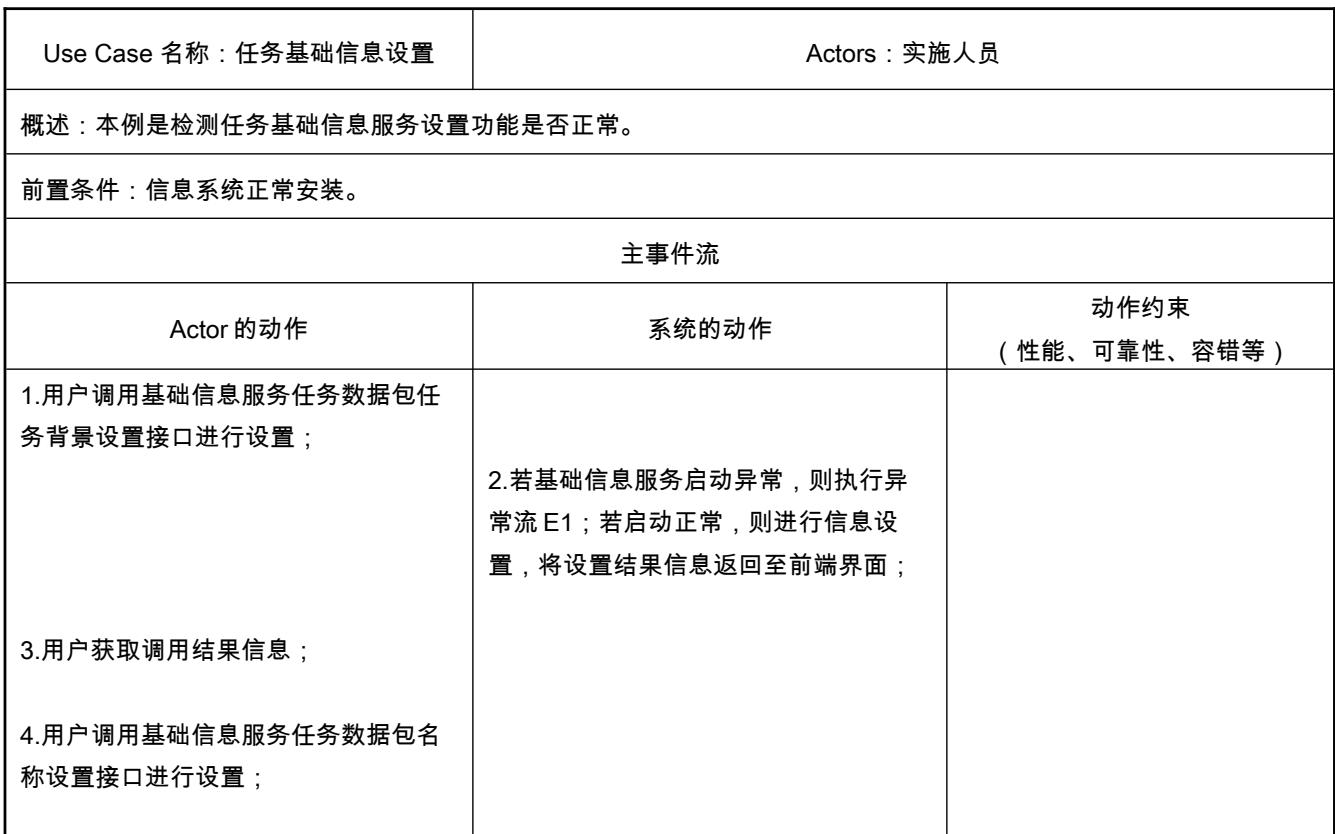 Use Case 名称：任务基础信息设置
Actors：实施人员
概述：本例是检测任务基础信息服务设置功能是否正常。
前置条件：信息系统正常安装。
主事件流
Actor 的动作
系统的动作
动作约束
（性能、可靠性、容错等）
1.用户调用基础信息服务任务数据包任
务背景设置接口进行设置；
2.若基础信息服务启动异常，则执行异
常流 E1；若启动正常，则进行信息设
置，将设置结果信息返回至前端界面；
3.用户获取调用结果信息；
4.用户调用基础信息服务任务数据包名
称设置接口进行设置；